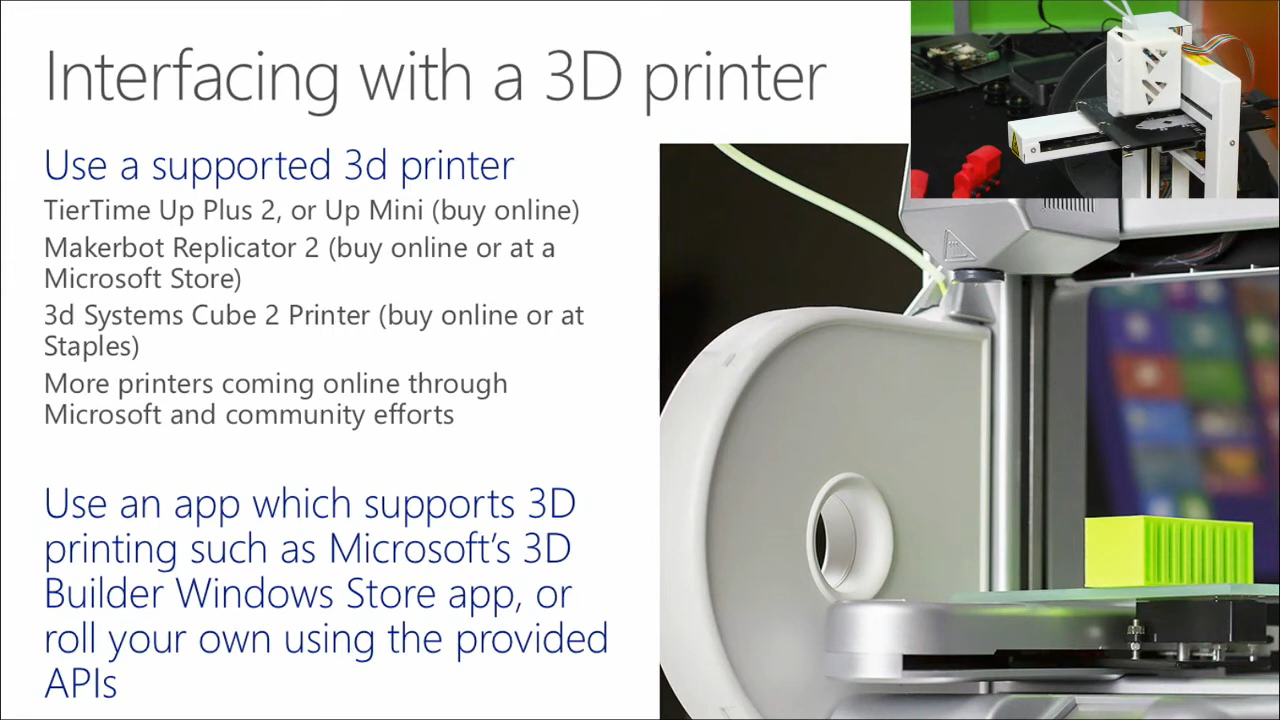 Interfacing with a 3D printer
Use a supported 3d printer
TierTime Up Plus 2, or Up Mini (buy online)
Makerbot Replicator 2 (buy online or at a
Microsoft Store)
3d Systems Cube 2 Printer (buy online or at
Staples)
More printers coming online through
Microsoft and community efforts
Use an app which supports 3D
printing such as Microsoft’s 3D
Builder Windows Store app, or
roll your own using the provided
APIs